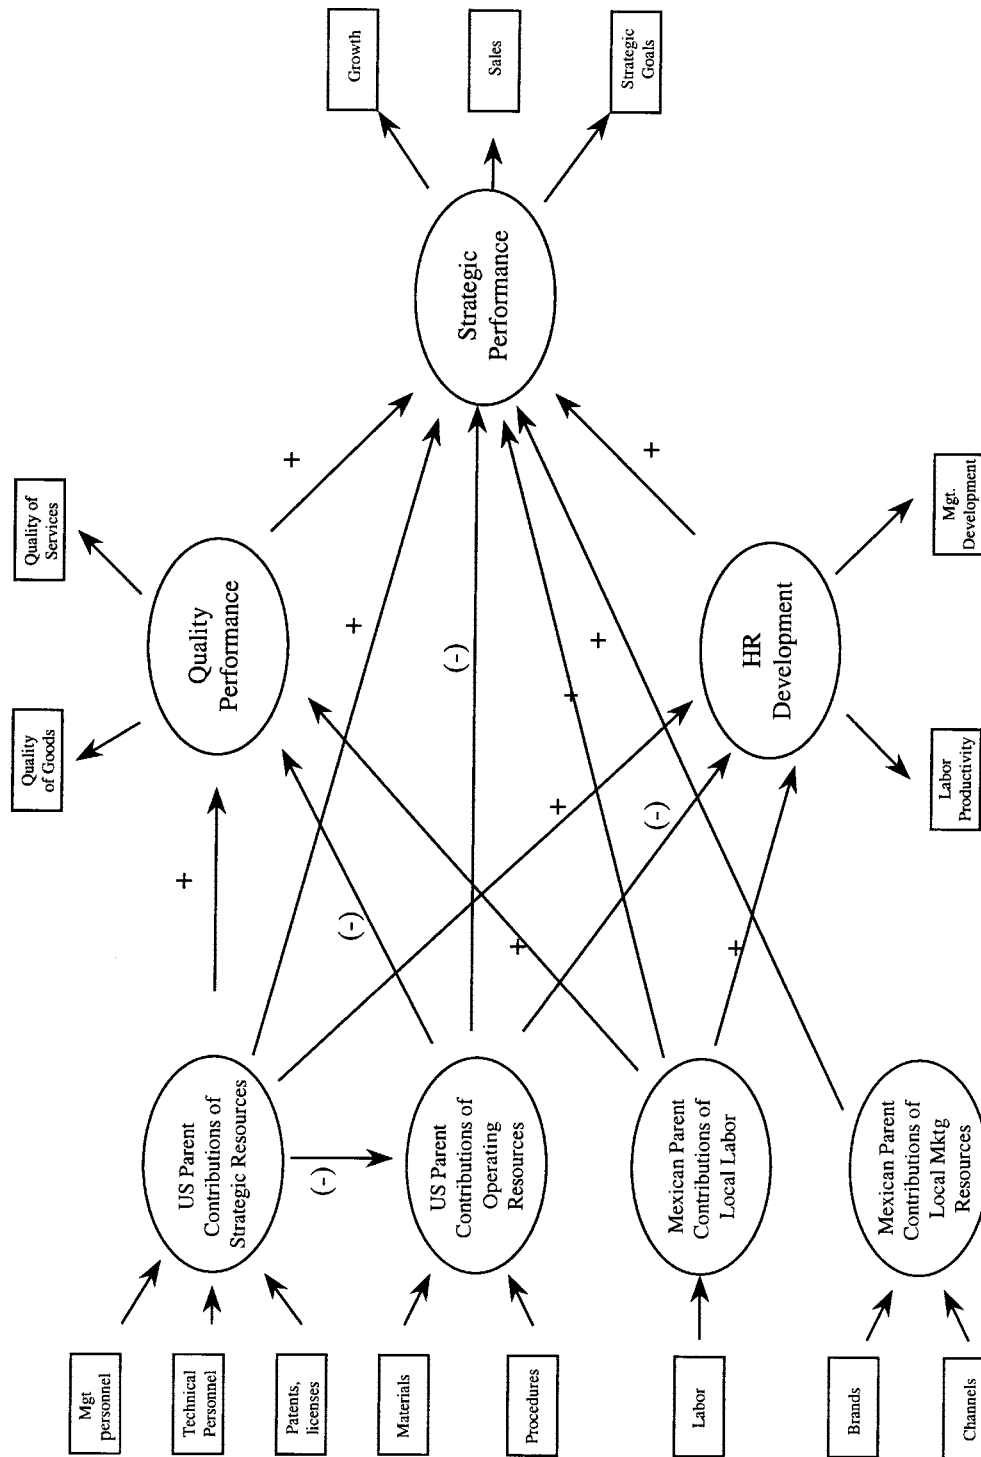 Mgt
personnel
Technical
Personnel
Patents,
licenses
Materials
Procedures
Labor
Brands
Channels
US Parent
Contributions of
Strategic Resources
(-)
US Parent
Contributions of
Operating
Resources
Mexican Parent
Contributions of
Local Labor
Mexican Parent
Contributions of
Local Mktg
Resources
+
+
+
(-)
(-)
(-)
+
+
+
+
Quality
of Goods
Quality of
Services
Quality
Performance
HR
Development
Labor
Productivity
Mgt.
Development
+
+
Strategic
Performance
Growth
Sales
Strategic
Goals